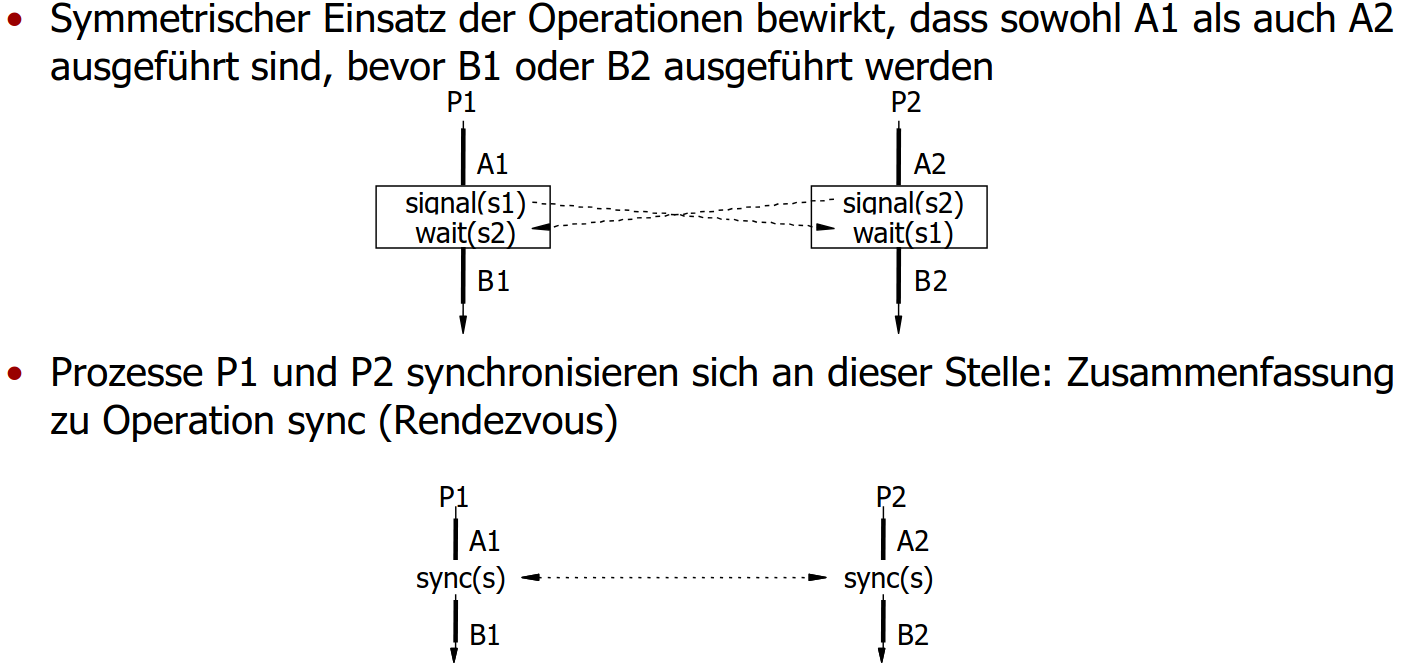 • Symmetrischer Einsatz der Operationen bewirkt, dass sowohl A1 als auch A2
ausgeführt sind, bevor B1 oder B2 ausgeführt werden
P1 P2
A1 A2
signal(s1) signal(s2)
wait(s2) wait(s1)
B1 B2
• Prozesse P1 und P2 synchronisieren sich an dieser Stelle: Zusammenfassung
zu Operation sync (Rendezvous)
P1 P2
A1 A2
sync(s) sync(s)
B1 B2